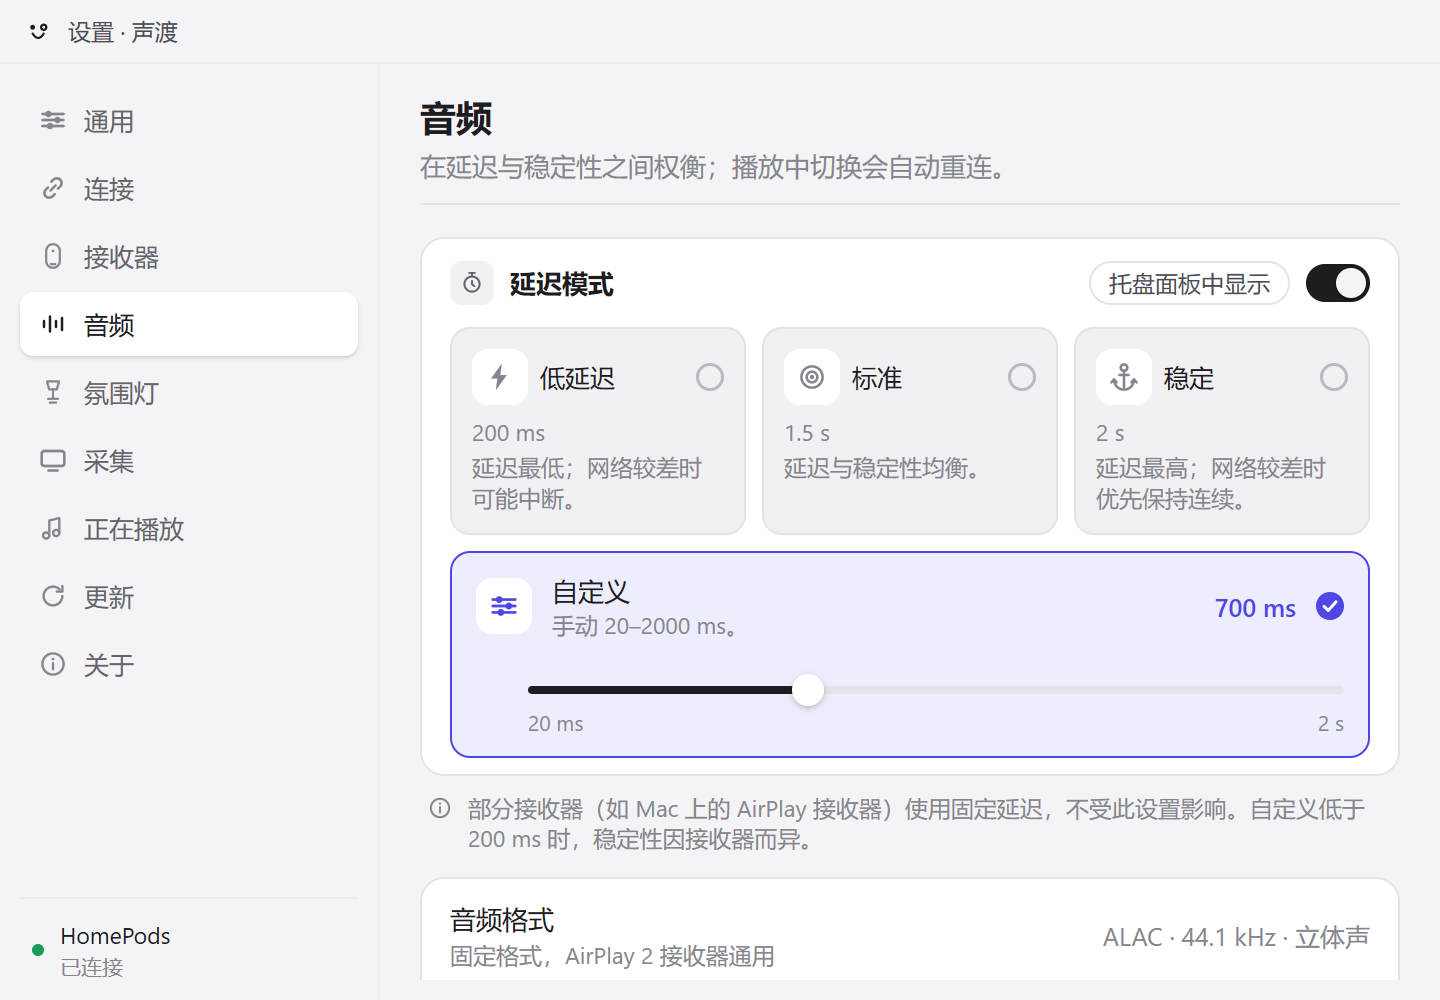 设置 · 声渡
通用
连接
接收器
音频
氛围灯
采集
正在播放
更新
关于
HomePods
已连接
音频
在延迟与稳定性之间权衡；播放中切换会自动重连。
延迟模式
托盘面板中显示
低延迟
200 ms
延迟最低；网络较差时
可能中断。
标准
1.5 s
延迟与稳定性均衡。
稳定
2 s
延迟最高；网络较差时
优先保持连续。
自定义
手动 20–2000 ms。
700 ms
20 ms
2 s
部分接收器（如 Mac 上的 AirPlay 接收器）使用固定延迟，不受此设置影响。自定义低于
200 ms 时，稳定性因接收器而异。
音频格式
固定格式，AirPlay 2 接收器通用
ALAC · 44.1 kHz · 立体声